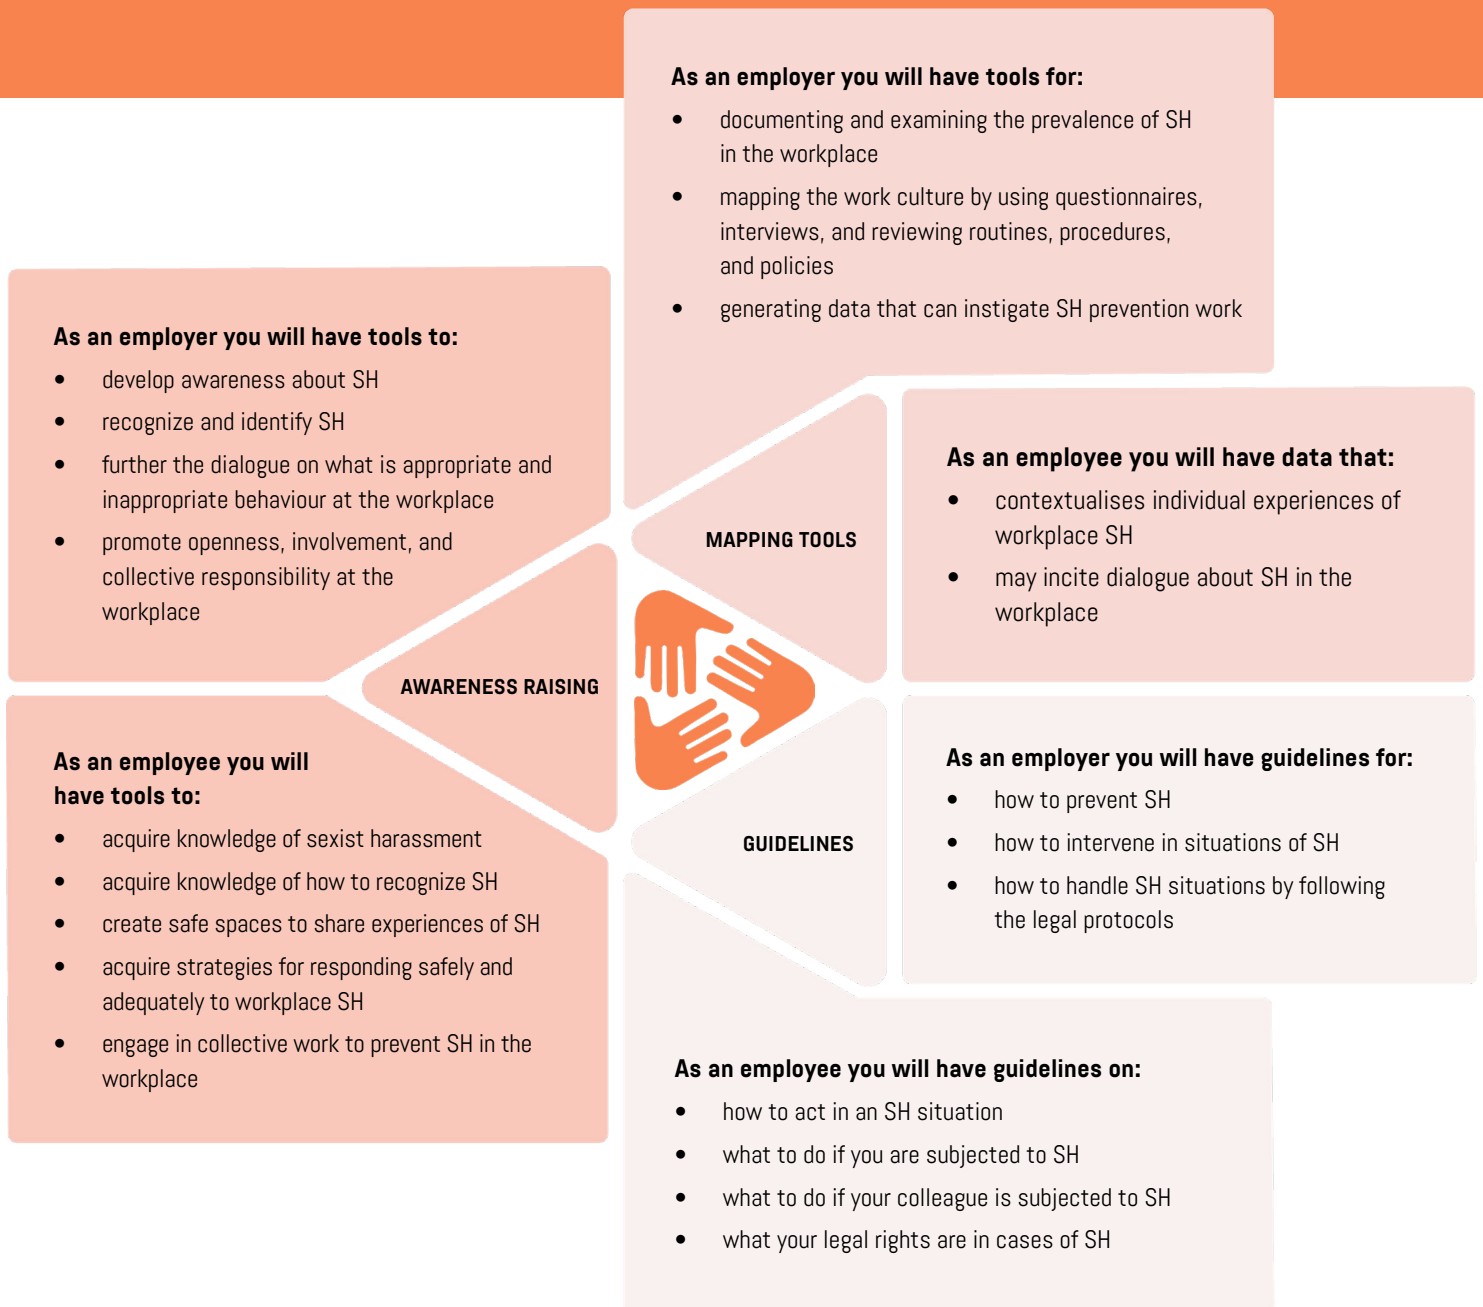 As an employer you will have tools for:
• documenting and examining the prevalence of SH
in the workplace
• mapping the work culture by using questionnaires,
interviews, and reviewing routines, procedures,
and policies
• generating data that can instigate SH prevention work
As an employer you will have tools to:
• develop awareness about SH
• recognize and identify SH
• further the dialogue on what is appropriate and
inappropriate behaviour at the workplace
• promote openness, involvement, and
collective responsibility at the
workplace
MAPPING TOOLS
As an employee you will have data that:
• contextualises individual experiences of
workplace SH
• may incite dialogue about SH in the
workplace
AWARENESS RAISING
As an employee you will
have tools to:
• acquire knowledge of sexist harassment
• acquire knowledge of how to recognize SH
• create safe spaces to share experiences of SH
• acquire strategies for responding safely and
adequately to workplace SH
• engage in collective work to prevent SH in the
workplace
GUIDELINES
As an employer you will have guidelines for:
• how to prevent SH
• how to intervene in situations of SH
• how to handle SH situations by following
the legal protocols
As an employee you will have guidelines on:
• how to act in an SH situation
• what to do if you are subjected to SH
• what to do if your colleague is subjected to SH
• what your legal rights are in cases of SH